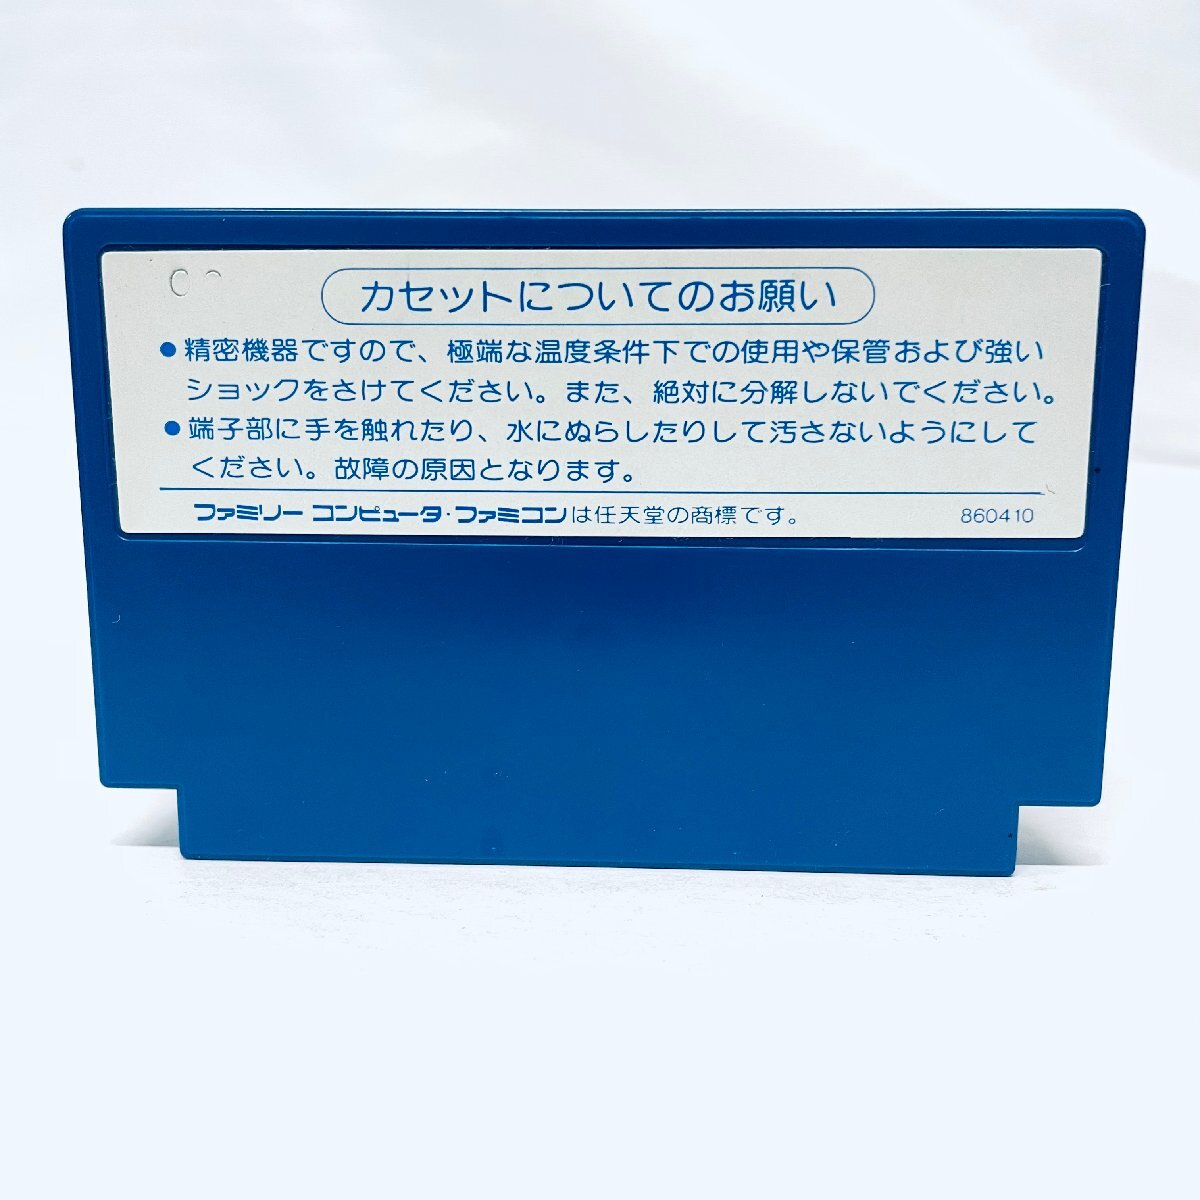 カセットについてのお願い
●精密機器ですので、極端な温度条件下での使用や保管および強い
ショックをさけてください。また、絶対に分解しないでください。
●端子部に手を触れたり、水にぬらしたりして汚さないようにして
ください。故障の原因となります。
ファミリー コンピュータ・ファミコンは任天堂の商標です。 860410